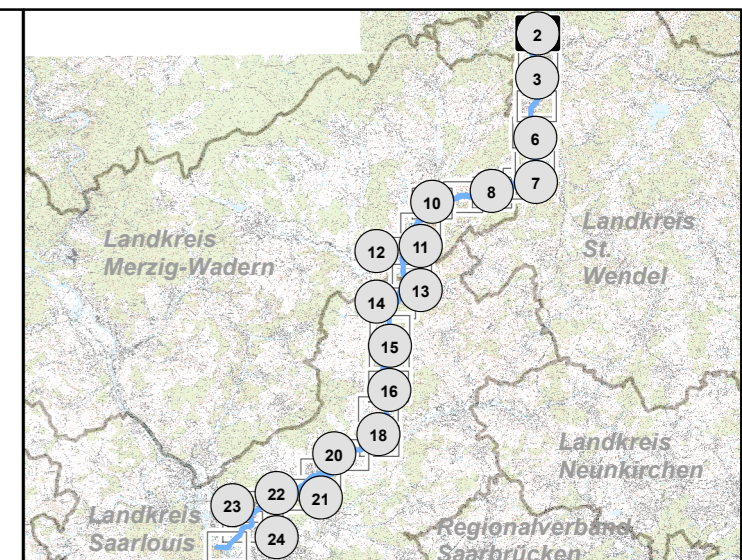 2
3
6
7
8
10
Landkreis
St.
Wendel
Landkreis
Merzig-Wadern
11
12
13
14
15
16
18
Landkreis
Neunkirchen
20
21
22
23
Landkreis
Saarlouis
24
Regionalverband
Saarbrücken